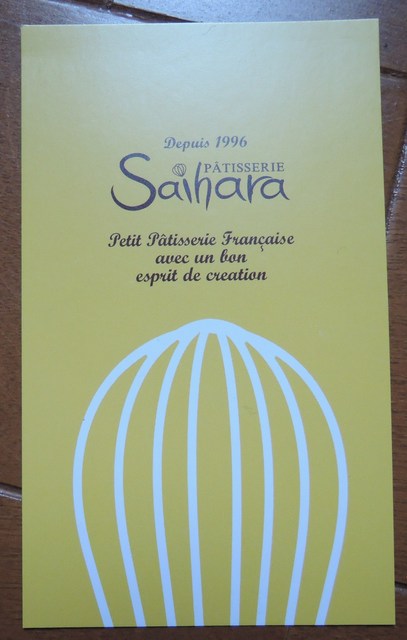 Depuis 1996
PÂTISSERIE
Saihara
Petit Pâtisserie Française
avec un bon
esprit de creation